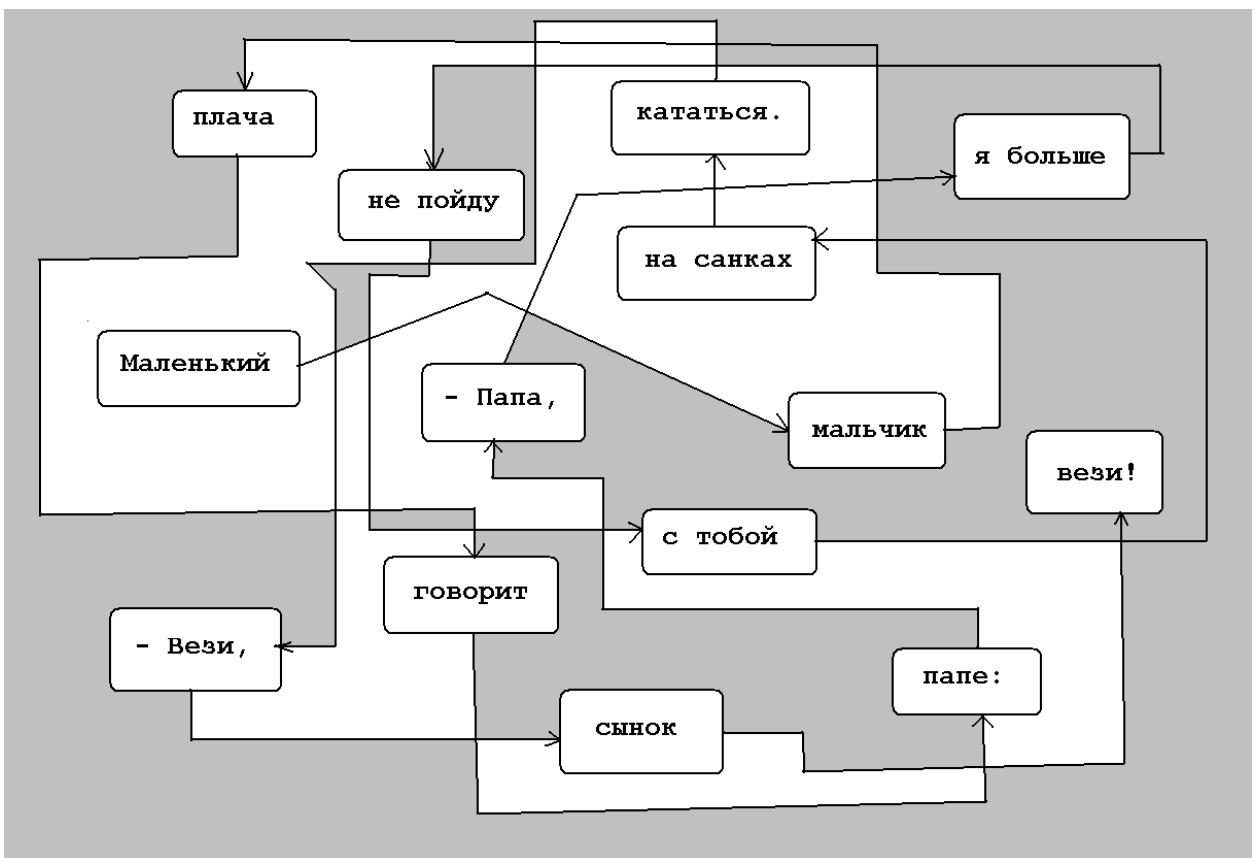 плача
кататься.
я больше
не пойду
на санках
Маленький
- Папа,
мальчик
вези!
с тобой
говорит
- Вези,
папе:
сынок